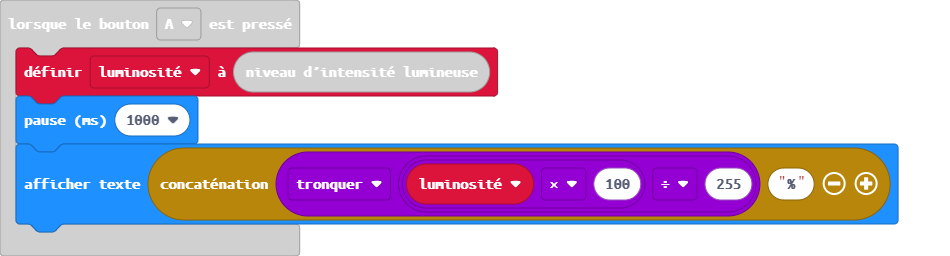 lorsque le bouton A est pressé
définir luminosité à niveau d'intensité lumineuse
pause (ms) 1000
afficher texte concaténation tronquer luminosité × 100 ÷ 255 "%"